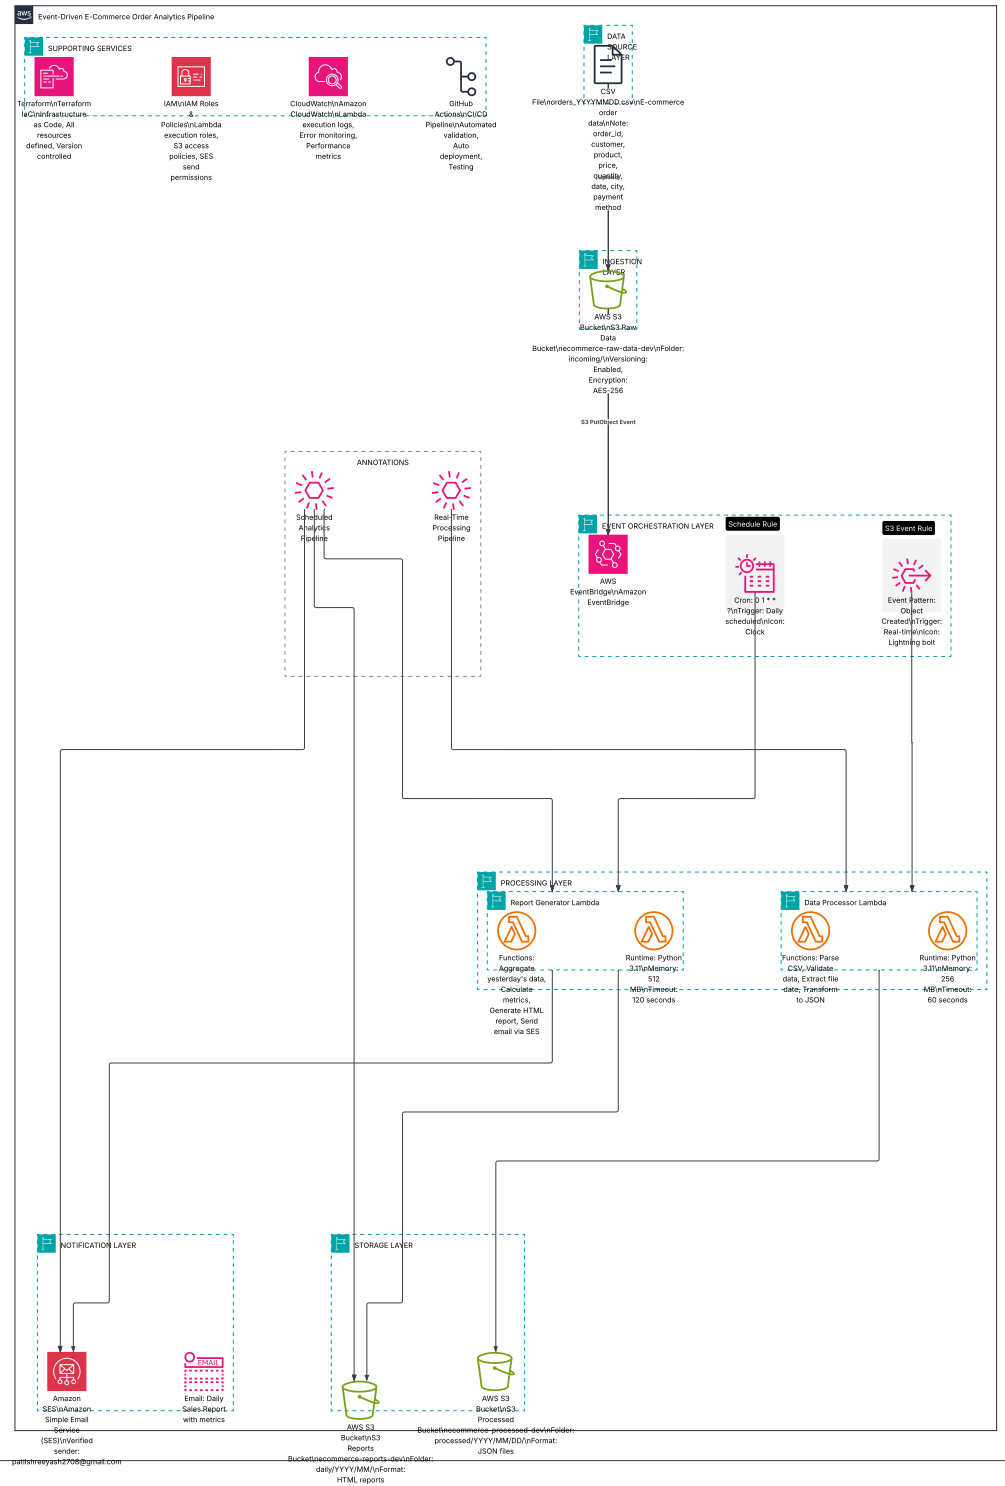 aws
Event-Driven E-Commerce Order Analytics Pipeline
SUPPORTING SERVICES
Terraform\nTerraform
IaC\nInfrastructure
as Code, All
resources
defined, Version
controlled
IAM\nIAM Roles
&
Policies\nLambda
execution roles,
S3 access
policies, SES
send
permissions
CloudWatch\nAmazon
CloudWatch\nLambda
execution logs,
Error monitoring,
Performance
metrics
GitHub
Actions\nCI/CD
Pipeline\nAutomated
validation,
Auto
deployment,
Testing
DATA
SOURCE
LAYER
CSV
File\norders_YYYYMMDD.csv\nE-commerce
order
data\nNote:
order_id,
customer,
product,
price,
quantity,
date, city,
payment
method
INGESTION
LAYER
AWS S3
Bucket\nS3 Raw
Data
Bucket\necommerce-raw-data-dev\nFolder:
incoming/\nVersioning:
Enabled,
Encryption:
AES-256
S3 PutObject Event
ANNOTATIONS
Scheduled
Analytics
Pipeline
Real-Time
Processing
Pipeline
EVENT ORCHESTRATION LAYER
AWS
EventBridge\nAmazon
EventBridge
Schedule Rule
Cron: 0 1 * *
?\nTrigger: Daily
scheduled\nIcon:
Clock
S3 Event Rule
Event Pattern:
Object
Created\nTrigger:
Real-time\nIcon:
Lightning bolt
PROCESSING LAYER
Report Generator Lambda
Functions:
Aggregate
yesterday's data,
Calculate
metrics,
Generate HTML
report, Send
email via SES
Runtime: Python
3.11\nMemory:
512
MB\nTimeout:
120 seconds
Data Processor Lambda
Functions: Parse
CSV, Validate
data, Extract file
date, Transform
to JSON
Runtime: Python
3.11\nMemory:
256
MB\nTimeout:
60 seconds
NOTIFICATION LAYER
Amazon
SES\nAmazon
Simple Email
Service
(SES)\nVerified
sender:
patilshreeyash2708@gmail.com
EMAIL
Email: Daily
Sales Report
with metrics
STORAGE LAYER
AWS S3
Bucket\nS3
Reports
Bucket\necommerce-reports-dev\nFolder:
daily/YYYY/MM/\nFormat:
HTML reports
AWS S3
Bucket\nS3
Processed
Bucket\necommerce-processed-dev\nFolder:
processed/YYYY/MM/DD/\nFormat:
JSON files